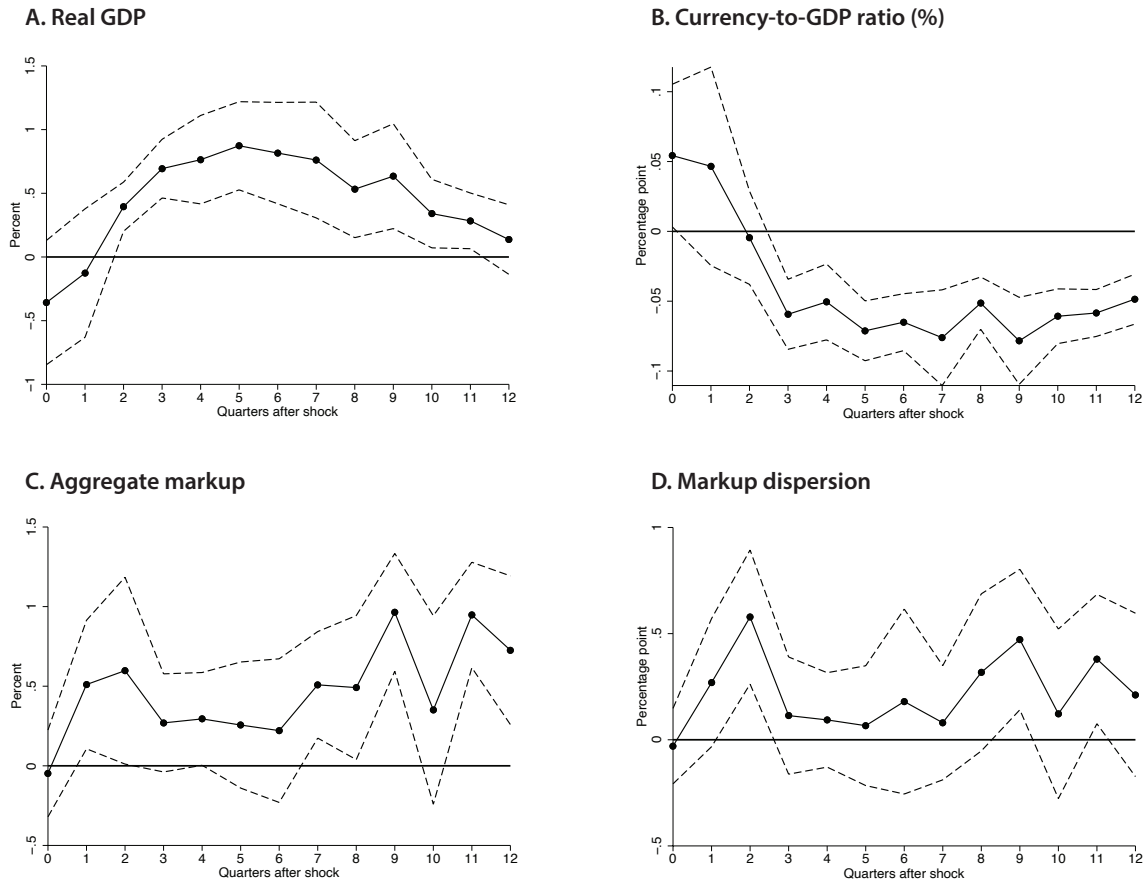 A. Real GDP
Percent
1.5
1
.5
0
-.5
-1
0 1 2 3 4 5 6 7 8 9 10 11 12
Quarters after shock
B. Currency-to-GDP ratio (%)
Percentage point
.1
.05
0
-.05
-.1
0 1 2 3 4 5 6 7 8 9 10 11 12
Quarters after shock
C. Aggregate markup
Percent
1.5
1
.5
0
-.5
0 1 2 3 4 5 6 7 8 9 10 11 12
Quarters after shock
D. Markup dispersion
Percentage point
1
.5
0
-.5
0 1 2 3 4 5 6 7 8 9 10 11 12
Quarters after shock